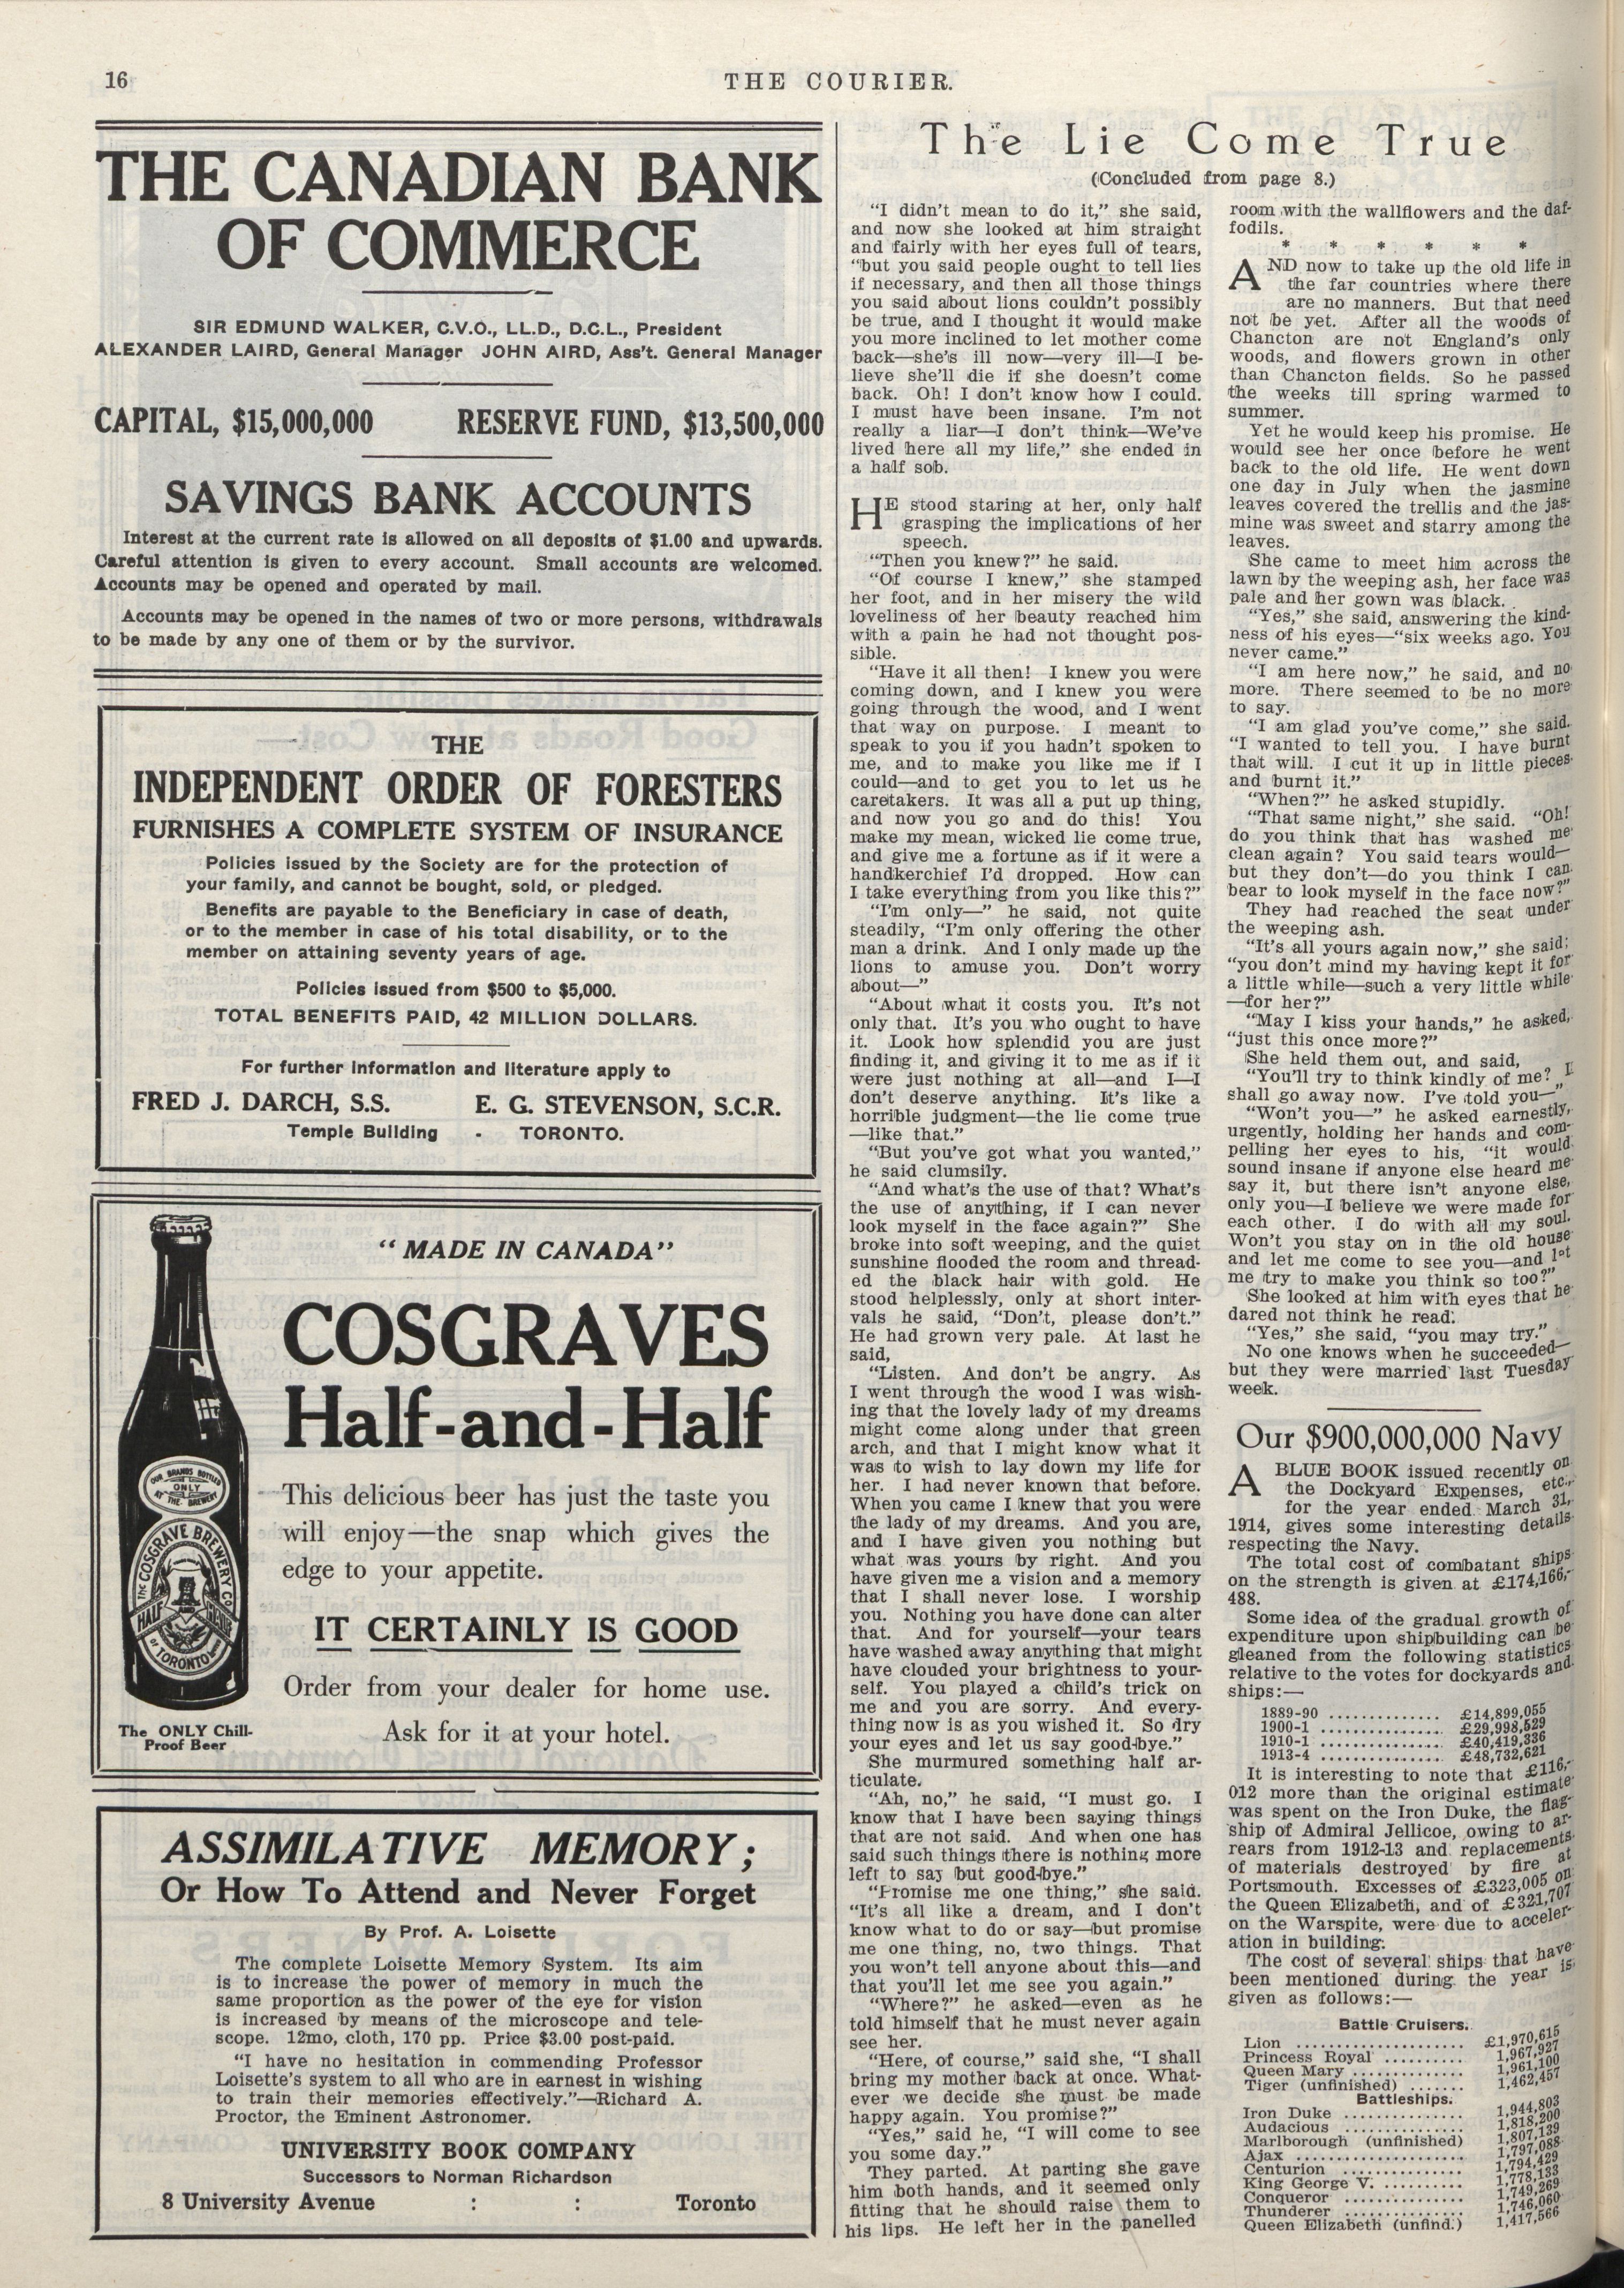 16
THE COURIER.
THE CANADIAN BANK
OF COMMERCE
SIR EDMUND WALKER, C.V.O., LL.D., D.C.L., President
ALEXANDER LAIRD, General Manager JOHN AIRD, Ass't. General Manager
CAPITAL, $15,000,000 RESERVE FUND, $13,500,000
SAVINGS BANK ACCOUNTS
Interest at the current rate is allowed on all deposits of $1.00 and upwards.
Careful attention is given to every account. Small accounts are welcomed.
Accounts may be opened and operated by mail.
Accounts may be opened in the names of two or more persons, withdrawals
to be made by any one of them or by the survivor.
THE
INDEPENDENT ORDER OF FORESTERS
FURNISHES A COMPLETE SYSTEM OF INSURANCE
Policies issued by the Society are for the protection of
your family, and cannot be bought, sold, or pledged.
Benefits are payable to the Beneficiary in case of death,
or to the member in case of his total disability, or to the
member on attaining seventy years of age.
Policies issued from $500 to $5,000.
TOTAL BENEFITS PAID, 42 MILLION DOLLARS.
For further information and literature apply to
FRED J. DARCH, S.S. E. G. STEVENSON, S.C.R.
Temple Building - TORONTO.
"MADE IN CANADA"
COSGRAVES
Half-and-Half
This delicious beer has just the taste you
will enjoy—the snap which gives the
edge to your appetite.
IT CERTAINLY IS GOOD
Order from your dealer for home use.
Ask for it at your hotel.
OUR BRANDS BOTTLED
ONLY
AT THE BREWERY
THE COSGRAVE BREWERY CO.
HALF AND HALF
OF TORONTO
The ONLY Chill-
Proof Beer
ASSIMILATIVE MEMORY;
Or How To Attend and Never Forget
By Prof. A. Loisette
The complete Loisette Memory System. Its aim
is to increase the power of memory in much the
same proportion as the power of the eye for vision
is increased by means of the microscope and tele-
scope. 12mo, cloth, 170 pp. Price $3.00 post-paid.
"I have no hesitation in commending Professor
Loisette's system to all who are in earnest in wishing
to train their memories effectively."—Richard A.
Proctor, the Eminent Astronomer.
UNIVERSITY BOOK COMPANY
Successors to Norman Richardson
8 University Avenue : : Toronto
The Lie Come True
(Concluded from page 8.)
"I didn't mean to do it," she said,
and now she looked at him straight
and fairly with her eyes full of tears,
"but you said people ought to tell lies
if necessary, and then all those things
you said about lions couldn't possibly
be true, and I thought it would make
you more inclined to let mother come
back—she's ill now—very ill—I be-
lieve she'll die if she doesn't come
back. Oh! I don't know how I could.
I must have been insane. I'm not
really a liar—I don't think—We've
lived here all my life," she ended in
a half sob.
HE stood staring at her, only half
grasping the implications of her
speech.
"Then you knew?" he said.
"Of course I knew," she stamped
her foot, and in her misery the wild
loveliness of her beauty reached him
with a pain he had not thought pos-
sible.
"Have it all then! I knew you were
coming down, and I knew you were
going through the wood, and I went
that way on purpose. I meant to
speak to you if you hadn't spoken to
me, and to make you like me if I
could—and to get you to let us be
caretakers. It was all a put up thing,
and now you go and do this! You
make my mean, wicked lie come true,
and give me a fortune as if it were a
handkerchief I'd dropped. How can
I take everything from you like this?"
"I'm only—" he said, not quite
steadily, "I'm only offering the other
man a drink. And I only made up the
lions to amuse you. Don't worry
about—"
"About what it costs you. It's not
only that. It's you who ought to have
it. Look how splendid you are just
finding it, and giving it to me as if it
were just nothing at all—and I—I
don't deserve anything. It's like a
horrible judgment—the lie come true
—like that."
"But you've got what you wanted,"
he said clumsily.
"And what's the use of that? What's
the use of anything, if I can never
look myself in the face again?" She
broke into soft weeping, and the quiet
sunshine flooded the room and thread-
ed the black hair with gold. He
stood helplessly, only at short inter-
vals he said, "Don't, please don't."
He had grown very pale. At last he
said,
"Listen. And don't be angry. As
I went through the wood I was wish-
ing that the lovely lady of my dreams
might come along under that green
arch, and that I might know what it
was to wish to lay down my life for
her. I had never known that before.
When you came I knew that you were
the lady of my dreams. And you are,
and I have given you nothing but
what was yours by right. And you
have given me a vision and a memory
that I shall never lose. I worship
you. Nothing you have done can alter
that. And for yourself—your tears
have washed away anything that might
have clouded your brightness to your-
self. You played a child's trick on
me and you are sorry. And every-
thing now is as you wished it. So dry
your eyes and let us say good-bye."
She murmured something half ar-
ticulate.
"Ah, no," he said, "I must go. I
know that I have been saying things
that are not said. And when one has
said such things there is nothing more
left to say but good-bye."
"Promise me one thing," she said.
"It's all like a dream, and I don't
know what to do or say—but promise
me one thing, no, two things. That
you won't tell anyone about this—and
that you'll let me see you again."
"Where?" he asked—even as he
told himself that he must never again
see her.
"Here, of course," said she, "I shall
bring my mother back at once. What-
ever we decide she must be made
happy again. You promise?"
"Yes," said he, "I will come to see
you some day."
They parted. At parting she gave
him both hands, and it seemed only
fitting that he should raise them to
his lips. He left her in the panelled
room with the wallflowers and the daf-
fodils.
* * * * * *
AND now to take up the old life in
the far countries where there
are no manners. But that need
not be yet. After all the woods of
Chancton are not England's only
woods, and flowers grown in other
than Chancton fields. So he passed
the weeks till spring warmed to
summer.
Yet he would keep his promise. He
would see her once before he went
back to the old life. He went down
one day in July when the jasmine
leaves covered the trellis and the jas-
mine was sweet and starry among the
leaves.
She came to meet him across the
lawn by the weeping ash, her face was
pale and her gown was black.
"Yes," she said, answering the kind-
ness of his eyes—"six weeks ago. You
never came."
"I am here now," he said, and no
more. There seemed to be no more
to say.
"I am glad you've come," she said.
"I wanted to tell you. I have burnt
that will. I cut it up in little pieces
and burnt it."
"When?" he asked stupidly.
"That same night," she said. "Oh!
do you think that has washed me
clean again? You said tears would—
but they don't—do you think I can
bear to look myself in the face now?"
They had reached the seat under
the weeping ash.
"It's all yours again now," she said;
"you don't mind my having kept it for
a little while—such a very little while
—for her?"
"May I kiss your hands," he asked,
"just this once more?"
She held them out, and said,
"You'll try to think kindly of me? I
shall go away now. I've told you—"
"Won't you—" he asked earnestly,
urgently, holding her hands and com-
pelling her eyes to his, "it would
sound insane if anyone else heard me
say it, but there isn't anyone else,
only you—I believe we were made for
each other. I do with all my soul.
Won't you stay on in the old house
and let me come to see you—and let
me try to make you think so too?"
She looked at him with eyes that he
dared not think he read.
"Yes," she said, "you may try."
No one knows when he succeeded—
but they were married last Tuesday
week.
Our $900,000,000 Navy
A BLUE BOOK issued recently on
the Dockyard Expenses, etc.,
for the year ended March 31,
1914, gives some interesting details
respecting the Navy.
The total cost of combatant ships
on the strength is given at £174,166,-
488.
Some idea of the gradual growth of
expenditure upon shipbuilding can be
gleaned from the following statistics
relative to the votes for dockyards and
ships:—
1889-90 .............. £14,899,055
1900-1 ............... £29,998,529
1910-1 ............... £40,419,336
1913-4 ............... £48,732,621
It is interesting to note that £116,-
012 more than the original estimate
was spent on the Iron Duke, the flag-
ship of Admiral Jellicoe, owing to ar-
rears from 1912-13 and replacements
of materials destroyed by fire at
Portsmouth. Excesses of £323,005 on
the Queen Elizabeth, and of £321,707
on the Warspite, were due to acceler-
ation in building.
The cost of several ships that have
been mentioned during the year is
given as follows:—
Battle Cruisers.
Lion ..................... £1,970,615
Princess Royal .......... 1,967,927
Queen Mary .............. 1,961,100
Tiger (unfinished) ....... 1,462,457
Battleships.
Iron Duke ............... 1,944,803
Audacious ............... 1,818,200
Marlborough (unfinished) 1,807,139
Ajax ..................... 1,797,088
Centurion ............... 1,794,429
King George V. .......... 1,778,133
Conqueror ............... 1,749,269
Thunderer ............... 1,746,060
Queen Elizabeth (unfind.) 1,417,566